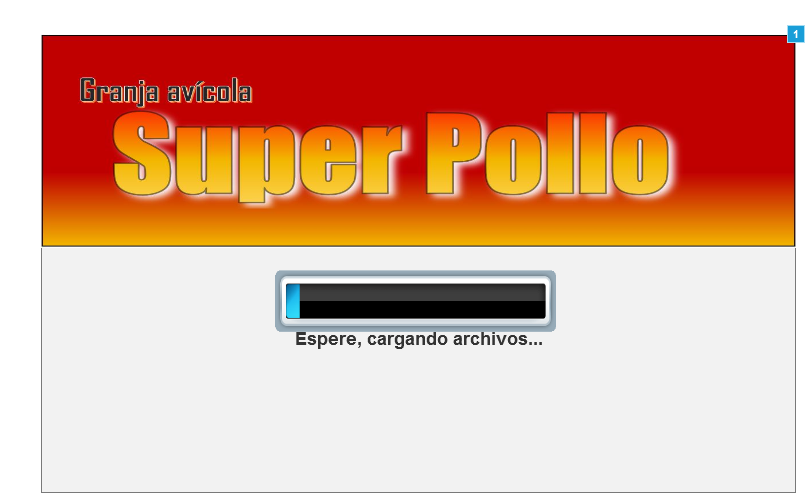 1
Granja avícola
Super Pollo
Espere, cargando archivos...